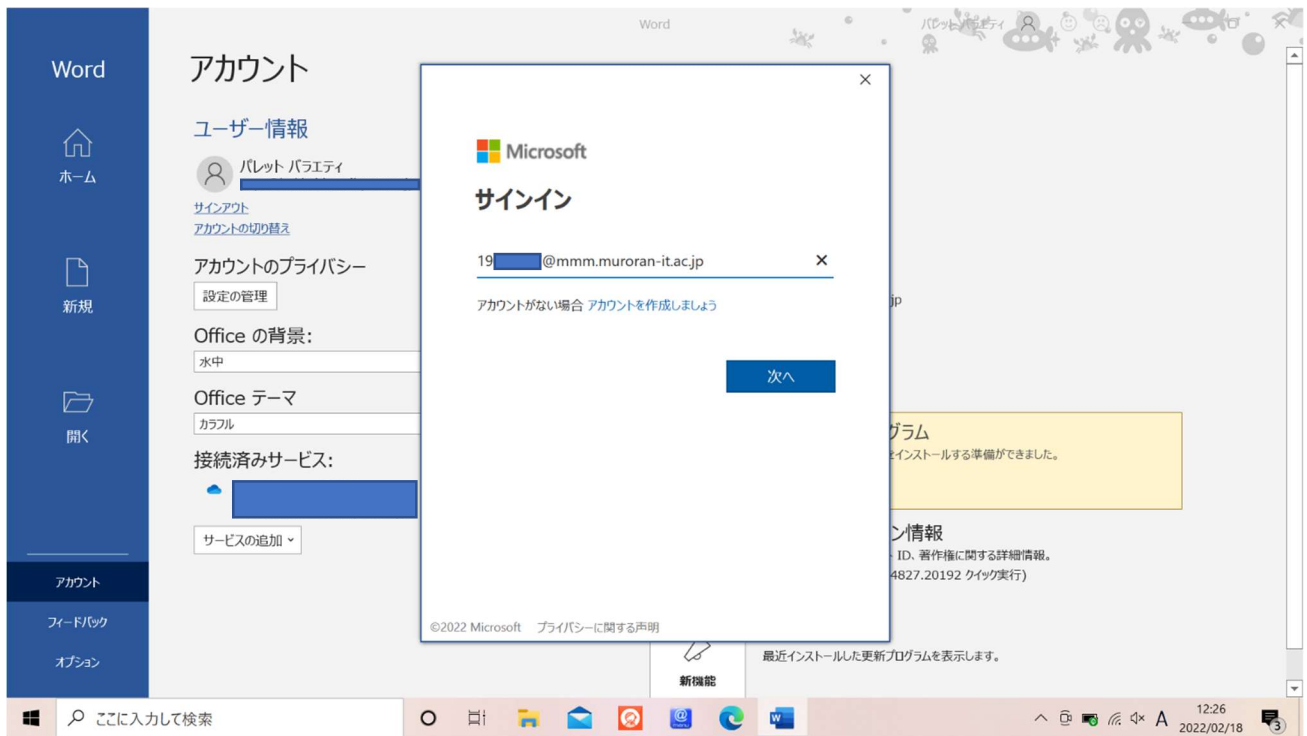 Word
パレット バラエティ
Word
ホーム
新規
開く
アカウント
フィードバック
オプション
アカウント
ユーザー情報
パレット バラエティ
サインアウト
アカウントの切り替え
アカウントのプライバシー
設定の管理
Office の背景:
水中
Office テーマ
カラフル
接続済みサービス:
サービスの追加
Microsoft
サインイン
19 @mmm.muroran-it.ac.jp
アカウントがない場合 アカウントを作成しましょう
次へ
©2022 Microsoft プライバシーに関する声明
jp
グラム
をインストールする準備ができました。
ン情報
ID、著作権に関する詳細情報。
4827.20192 クイック実行)
新機能
最近インストールした更新プログラムを表示します。
ここに入力して検索
A
12:26
2022/02/18
3